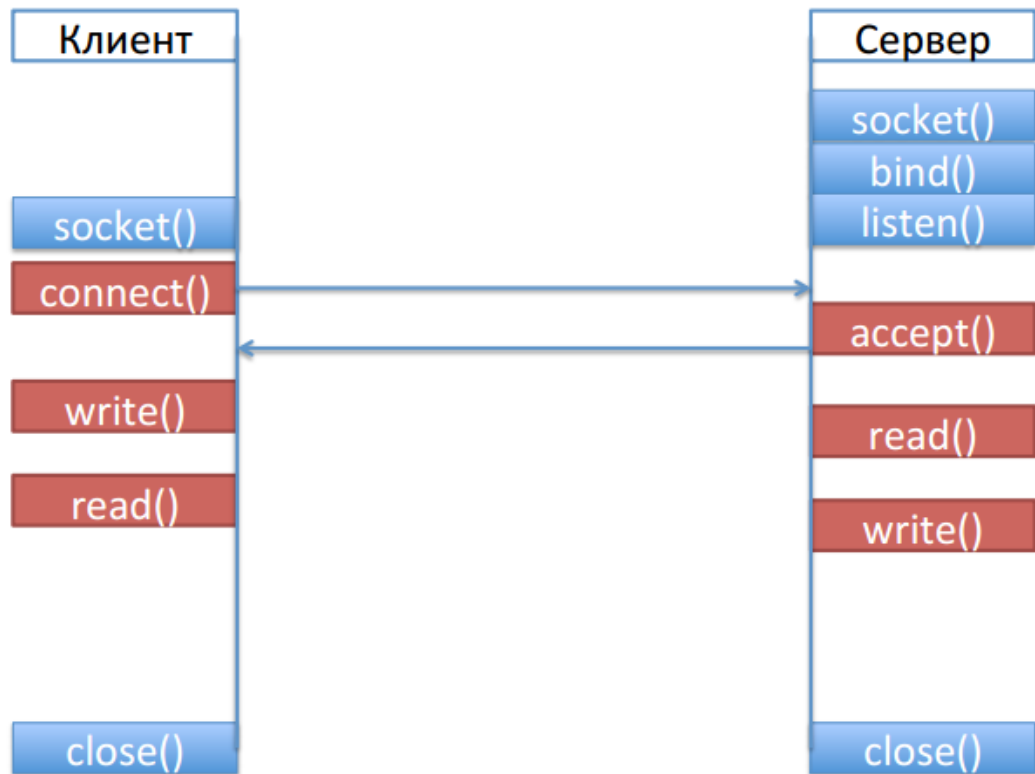 Клиент
Сервер
socket()
bind()
socket()
listen()
connect()
accept()
write()
read()
read()
write()
close()
close()